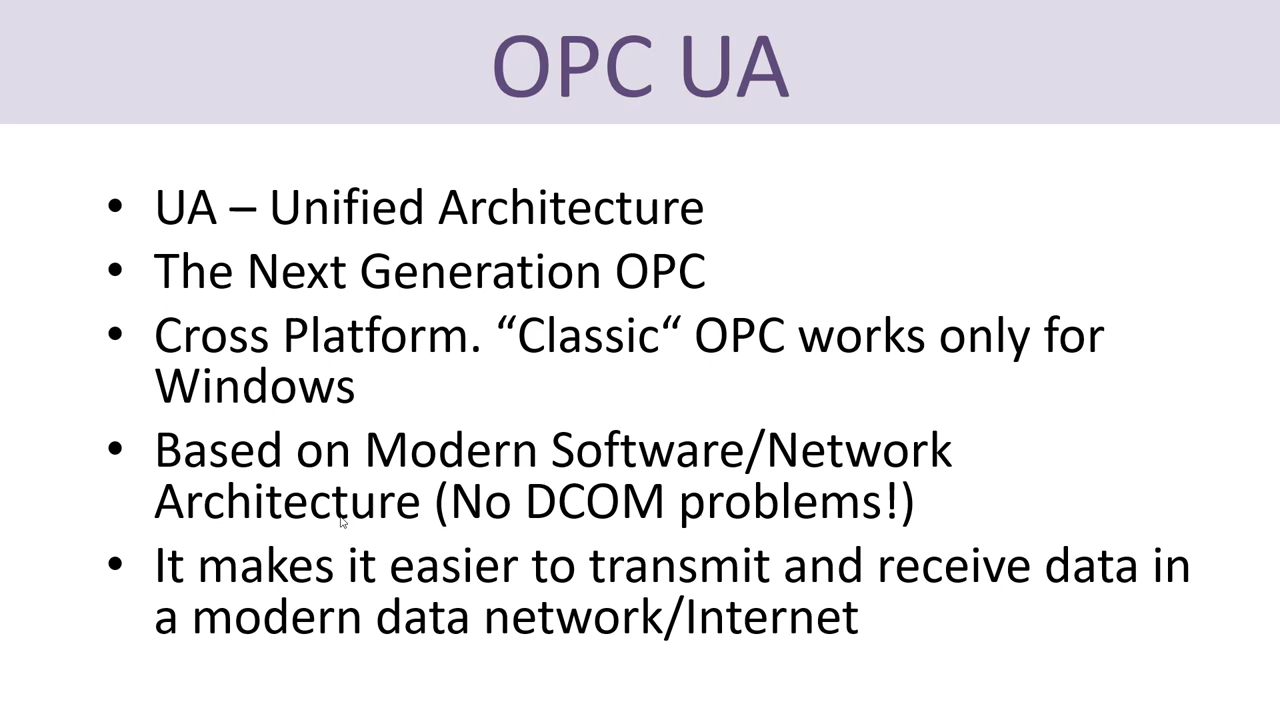 OPC UA
• UA – Unified Architecture
• The Next Generation OPC
• Cross Platform. “Classic“ OPC works only for
Windows
• Based on Modern Software/Network
Architecture (No DCOM problems!)
• It makes it easier to transmit and receive data in
a modern data network/Internet